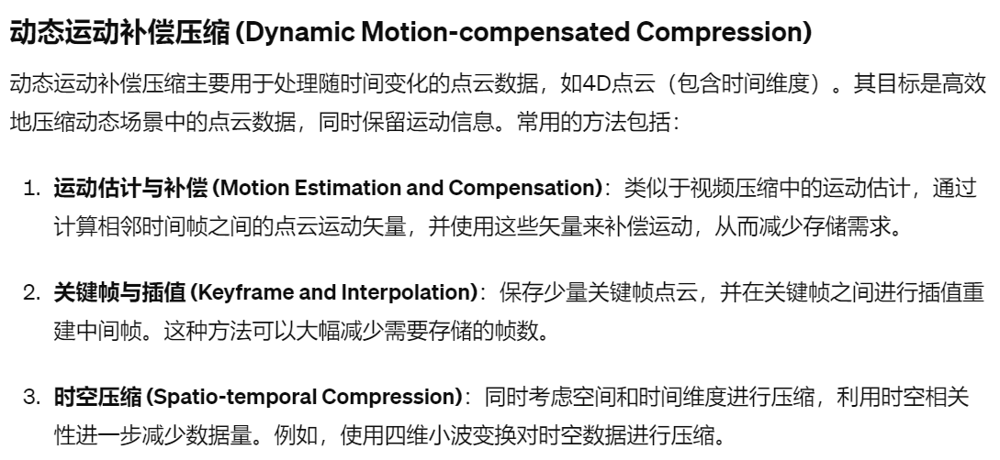 动态运动补偿压缩 (Dynamic Motion-compensated Compression)
动态运动补偿压缩主要用于处理随时间变化的点云数据，如4D点云（包含时间维度）。其目标是高效
地压缩动态场景中的点云数据，同时保留运动信息。常用的方法包括：
1. 运动估计与补偿 (Motion Estimation and Compensation)：类似于视频压缩中的运动估计，通过
计算相邻时间帧之间的点云运动矢量，并使用这些矢量来补偿运动，从而减少存储需求。
2. 关键帧与插值 (Keyframe and Interpolation)：保存少量关键帧点云，并在关键帧之间进行插值重
建中间帧。这种方法可以大幅减少需要存储的帧数。
3. 时空压缩 (Spatio-temporal Compression)：同时考虑空间和时间维度进行压缩，利用时空相关
性进一步减少数据量。例如，使用四维小波变换对时空数据进行压缩。